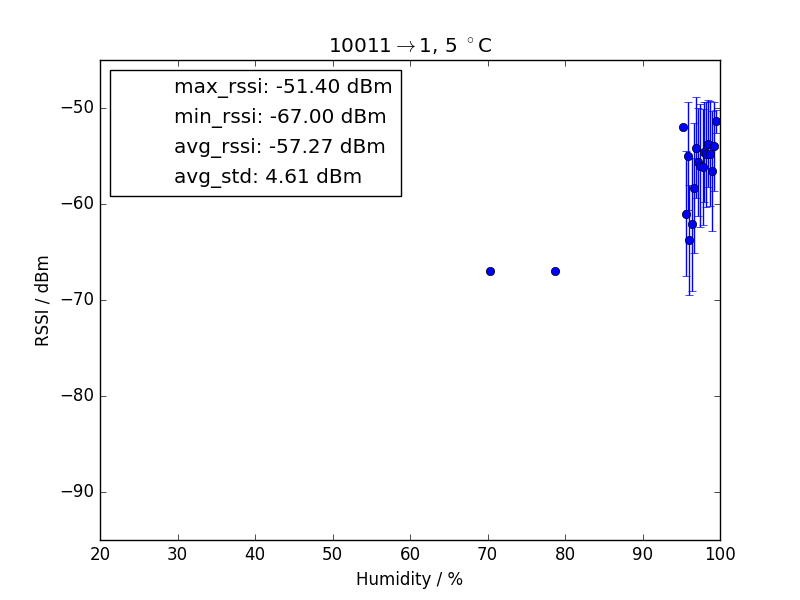 10011→1, 5 °C
max_rssi: -51.40 dBm
min_rssi: -67.00 dBm
avg_rssi: -57.27 dBm
avg_std: 4.61 dBm
RSSI / dBm
−50
−60
−70
−80
−90
20 30 40 50 60 70 80 90 100
Humidity / %